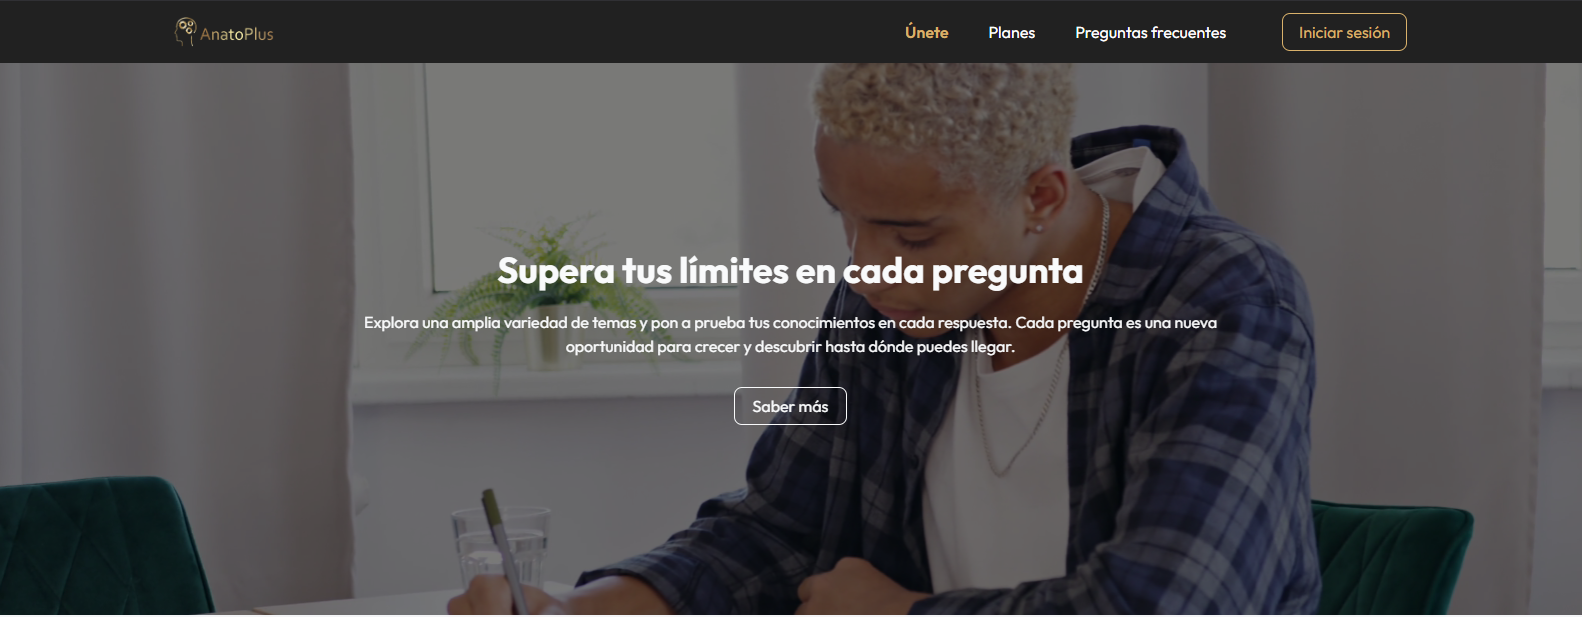 AnatoPlus
Únete
Planes
Preguntas frecuentes
Iniciar sesión
Supera tus límites en cada pregunta
Explora una amplia variedad de temas y pon a prueba tus conocimientos en cada respuesta. Cada pregunta es una nueva
oportunidad para crecer y descubrir hasta dónde puedes llegar.
Saber más